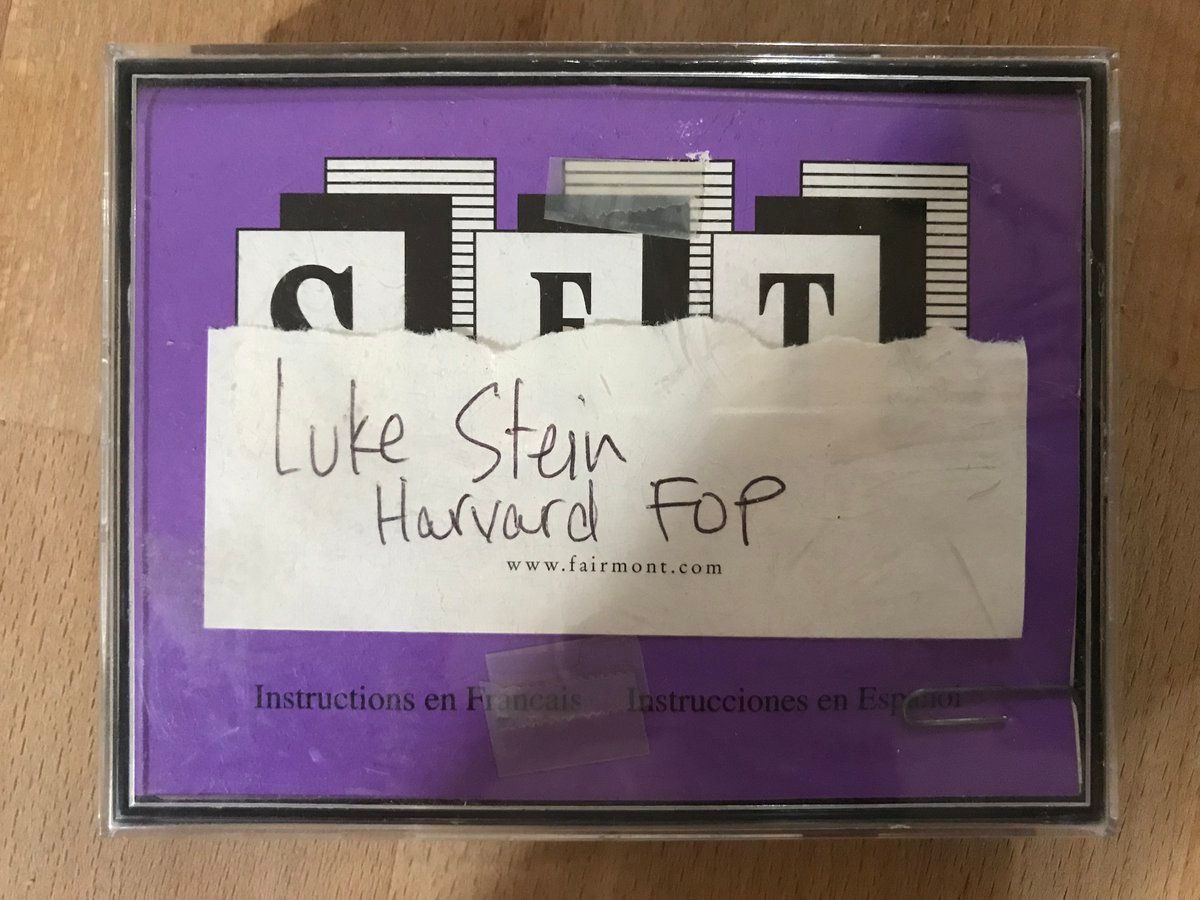 SET
Luke Stein
Harvard FOP
www.fairmont.com
Instructions en Francais Instrucciones en Español